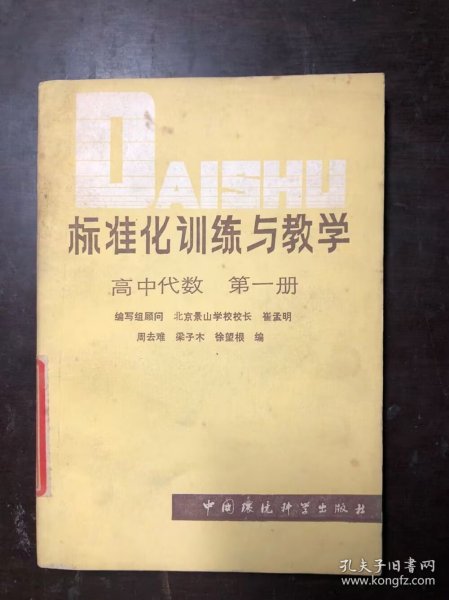 DAISHU
标准化训练与教学
高中代数 第一册
编写组顾问 北京景山学校校长 崔孟明
周去难 梁子木 徐望根 编
中国环境科学出版社
孔夫子旧书网
www.kongfz.com